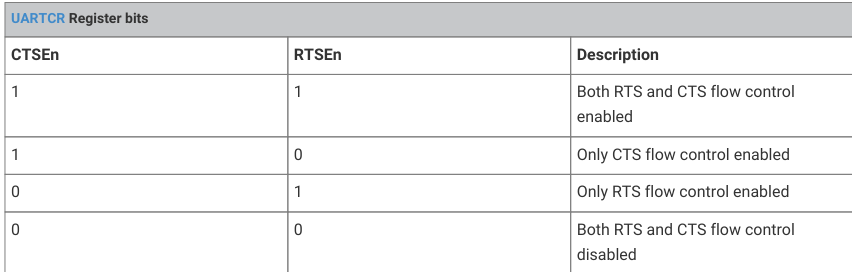 UARTCR Register bits
CTSEn RTSEn Description
1 1 Both RTS and CTS flow control
enabled
1 0 Only CTS flow control enabled
0 1 Only RTS flow control enabled
0 0 Both RTS and CTS flow control
disabled